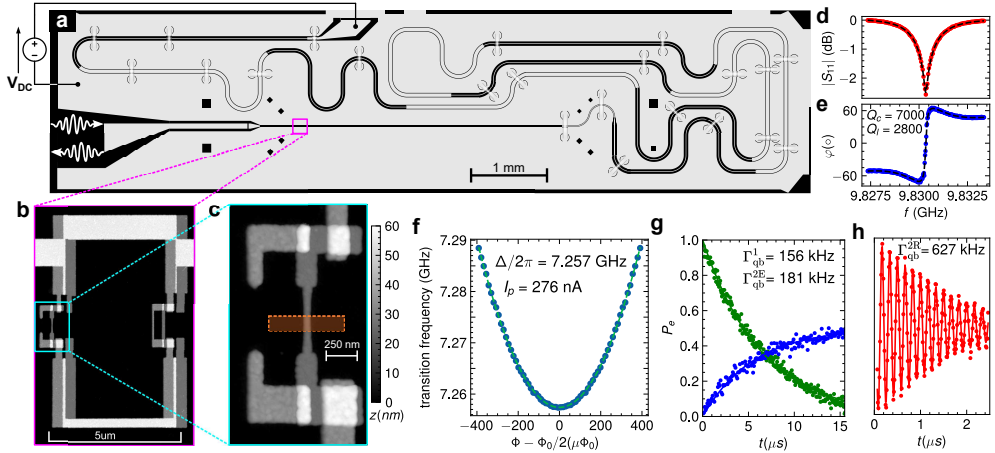 a
V_DC
1 mm
b
5um
c
250 nm
60
50
40
30
20
10
0
z(nm)
d
|S₁₁| (dB)
0
−1
−2
e
Q_c = 7000
Q_l = 2800
φ(○)
60
0
−60
9.8275
9.8300
9.8325
f (GHz)
f
Δ/2π = 7.257 GHz
I_p = 276 nA
transition frequency (GHz)
7.29
7.28
7.27
7.26
−400
−200
0
200
400
Φ − Φ₀/2(μΦ₀)
g
Γ¹_qb = 156 kHz
Γ²ᴱ_qb = 181 kHz
P_e
1.0
0.8
0.6
0.4
0.2
0.0
0
5
10
15
t(μs)
h
Γ²ᴿ_qb = 627 kHz
0
1
2
t(μs)